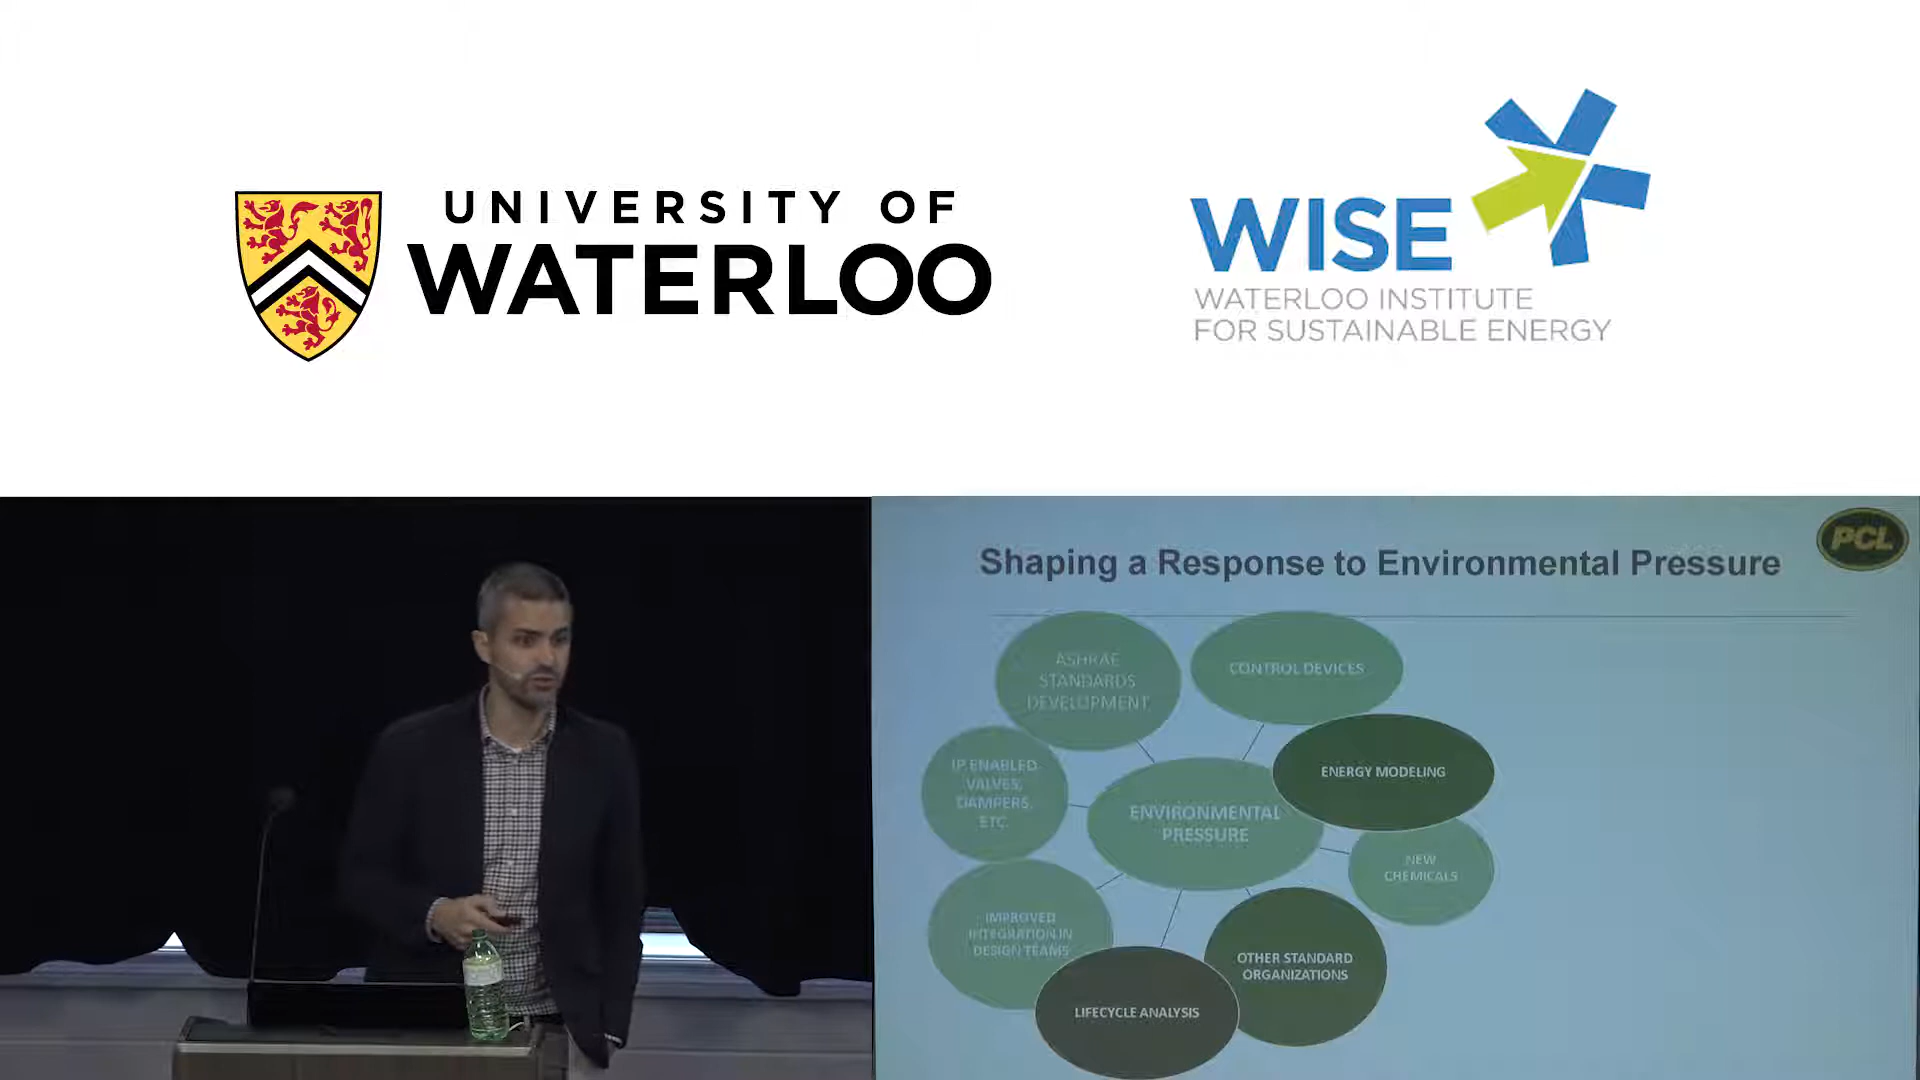 UNIVERSITY OF
WATERLOO
WISE
WATERLOO INSTITUTE
FOR SUSTAINABLE ENERGY
PCL
Shaping a Response to Environmental Pressure
ASHRAE
STANDARDS
DEVELOPMENT
CONTROL DEVICES
ENERGY MODELING
IP ENABLED
VALVES,
DAMPERS,
ETC.
ENVIRONMENTAL
PRESSURE
NEW
CHEMICALS
IMPROVED
INTEGRATION IN
DESIGN TEAMS
OTHER STANDARD
ORGANIZATIONS
LIFECYCLE ANALYSIS